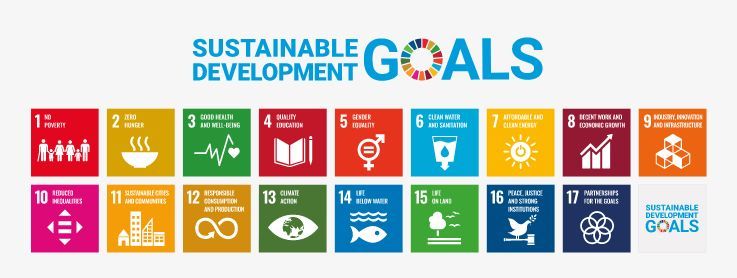 SUSTAINABLE
DEVELOPMENT
GOALS
1 NO
POVERTY
2 ZERO
HUNGER
3 GOOD HEALTH
AND WELL-BEING
4 QUALITY
EDUCATION
5 GENDER
EQUALITY
6 CLEAN WATER
AND SANITATION
7 AFFORDABLE AND
CLEAN ENERGY
8 DECENT WORK AND
ECONOMIC GROWTH
9 INDUSTRY, INNOVATION
AND INFRASTRUCTURE
10 REDUCED
INEQUALITIES
11 SUSTAINABLE CITIES
AND COMMUNITIES
12 RESPONSIBLE
CONSUMPTION
AND PRODUCTION
13 CLIMATE
ACTION
14 LIFE
BELOW WATER
15 LIFE
ON LAND
16 PEACE, JUSTICE
AND STRONG
INSTITUTIONS
17 PARTNERSHIPS
FOR THE GOALS
SUSTAINABLE
DEVELOPMENT
GOALS